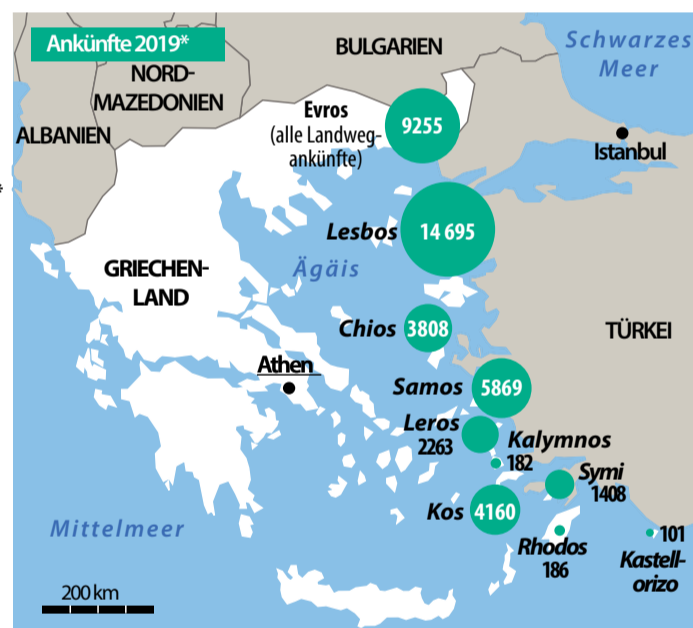 Ankünfte 2019*
BULGARIEN
Schwarzes
Meer
NORD-
MAZEDONIEN
ALBANIEN
Evros
(alle Landweg-
ankünfte)
9255
Istanbul
*
Lesbos
14 695
Ägäis
GRIECHEN-
LAND
Chios
3808
TÜRKEI
Athen
Samos
5869
Leros
2263
Kalymnos
182
Symi
1408
Kos
4160
Mittelmeer
Rhodos
186
101
Kastell-
orizo
200 km